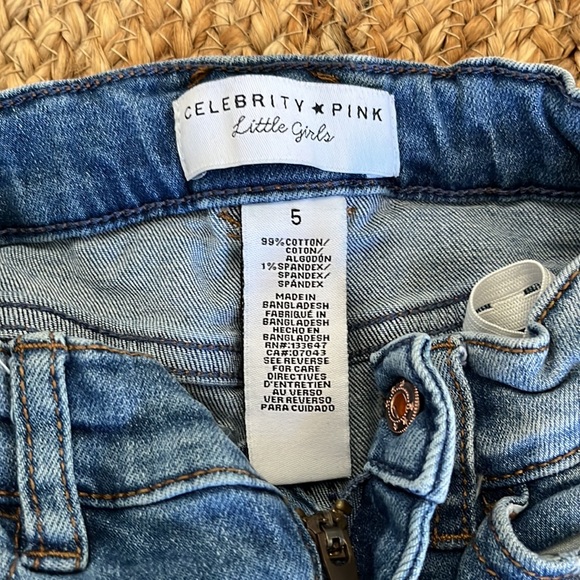 CELEBRITY ★ PINK
Little Girls
5
99% COTTON/
COTON/
ALGODÓN
1% SPANDEX/
SPANDEX/
SPÁNDEX
MADE IN
BANGLADESH
FABRIQUÉ IN
BANGLADESH
HECHO EN
BANGLADESH
RN#:133647
CA#:07043
SEE REVERSE
FOR CARE
DIRECTIVES
D'ENTRETIEN
AU VERSO
VER REVERSO
PARA CUIDADO